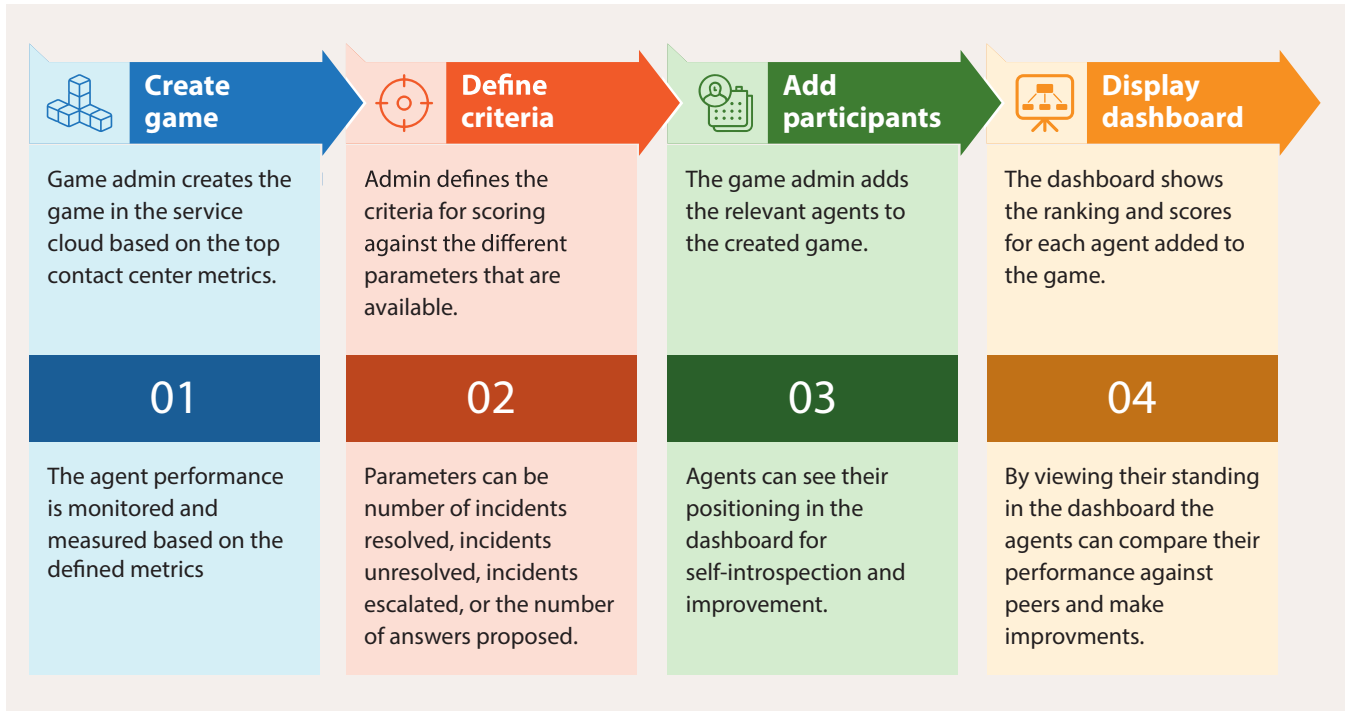 Create
game
Game admin creates the
game in the service
cloud based on the top
contact center metrics.
01
The agent performance
is monitored and
measured based on the
defined metrics
Define
criteria
Admin defines the
criteria for scoring
against the different
parameters that are
available.
02
Parameters can be
number of incidents
resolved, incidents
unresolved, incidents
escalated, or the number
of answers proposed.
Add
participants
The game admin adds
the relevant agents to
the created game.
03
Agents can see their
positioning in the
dashboard for
self-introspection and
improvement.
Display
dashboard
The dashboard shows
the ranking and scores
for each agent added to
the game.
04
By viewing their standing
in the dashboard the
agents can compare their
performance against
peers and make
improvments.